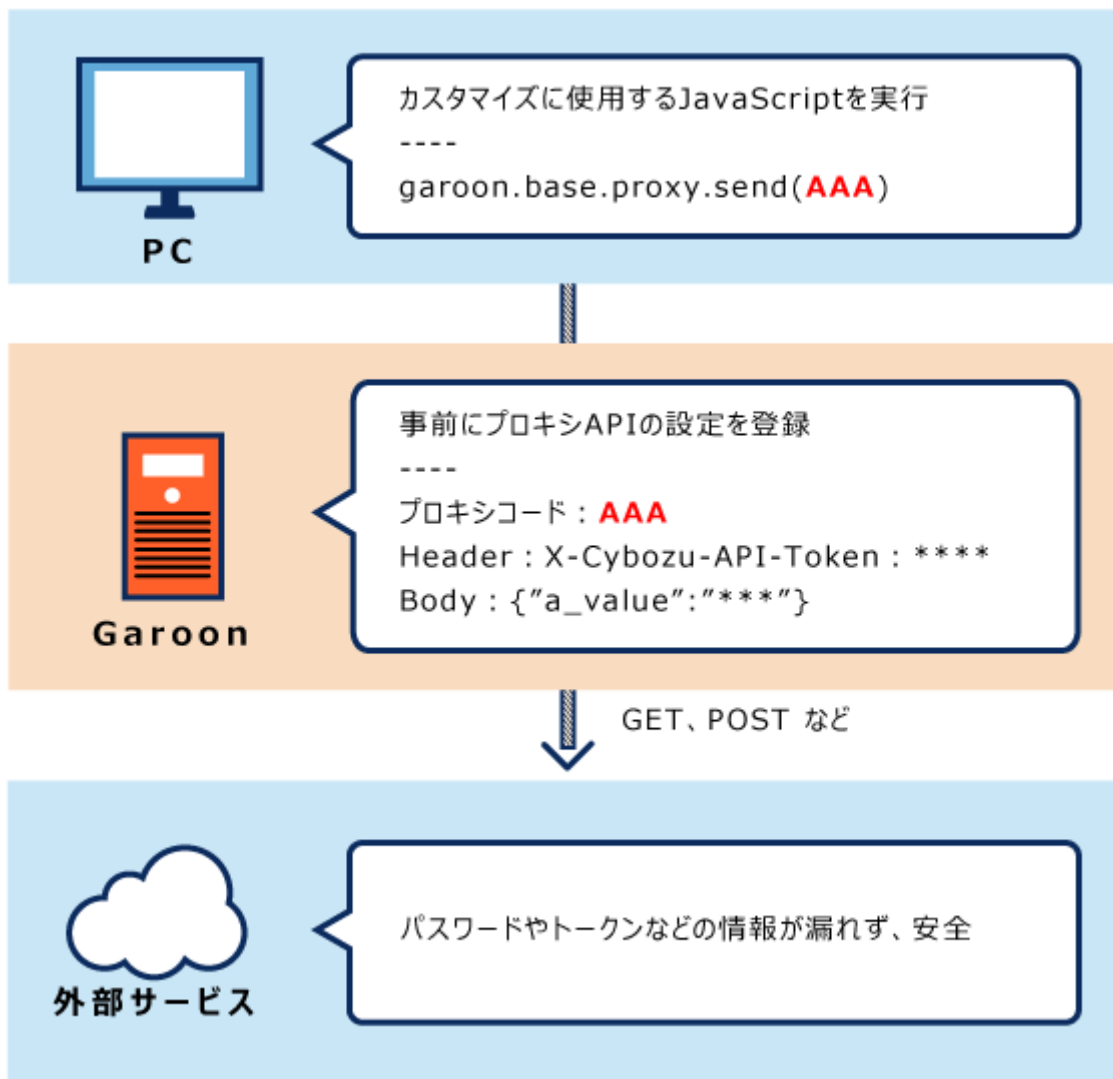 カスタマイズに使用するJavaScriptを実行
----
garoon.base.proxy.send(AAA)
PC
事前にプロキシAPIの設定を登録
----
プロキシコード : AAA
Header : X-Cybozu-API-Token : ****
Body : {"a_value":"***"}
Garoon
GET、POST など
パスワードやトークンなどの情報が漏れず、安全
外部サービス